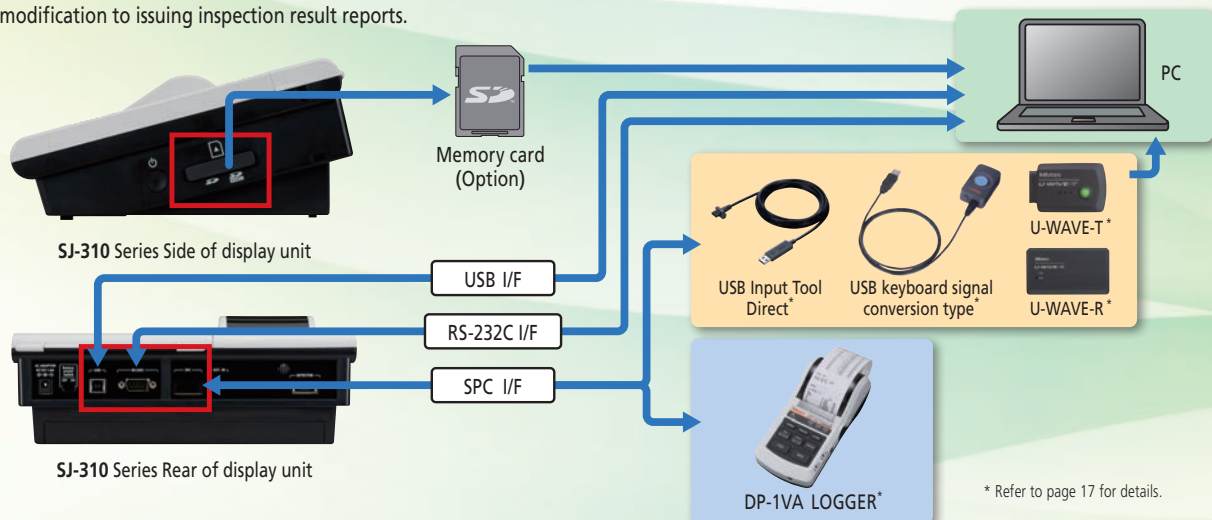 modification to issuing inspection result reports.
PC
Memory card
(Option)
SJ-310 Series Side of display unit
USB I/F
RS-232C I/F
SPC I/F
USB Input Tool
Direct*
USB keyboard signal
conversion type*
U-WAVE-T*
U-WAVE-R*
SJ-310 Series Rear of display unit
DP-1VA LOGGER*
* Refer to page 17 for details.